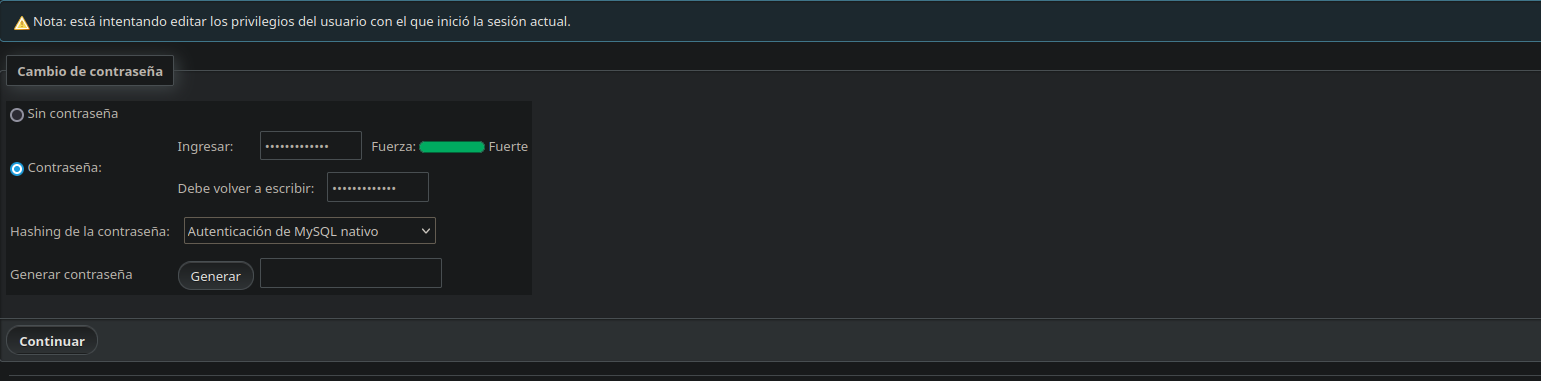 Nota: está intentando editar los privilegios del usuario con el que inició la sesión actual.
Cambio de contraseña
Sin contraseña
Ingresar: ••••••••••••• Fuerza: Fuerte
Contraseña:
Debe volver a escribir: •••••••••••••
Hashing de la contraseña: Autenticación de MySQL nativo
Generar contraseña Generar
Continuar